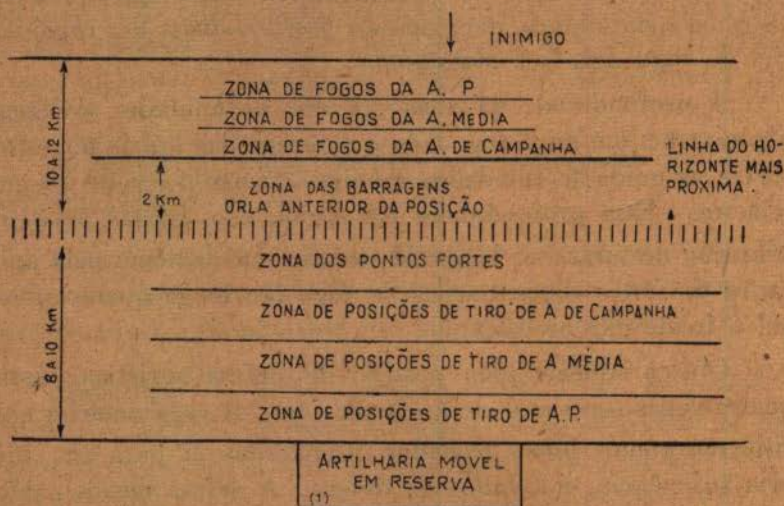 INIMIGO
ZONA DE FOGOS DA A. P
ZONA DE FOGOS DA A. MEDIA
ZONA DE FOGOS DA A. DE CAMPANHA
10 A 12 Km
LINHA DO HO-
RIZONTE MAIS
PROXIMA.
2 Km
ZONA DAS BARRAGENS
ORLA ANTERIOR DA POSIÇÃO
ZONA DOS PONTOS FORTES
ZONA DE POSIÇÕES DE TIRO DE A DE CAMPANHA
ZONA DE POSIÇÕES DE TIRO DE A MÉDIA
ZONA DE POSIÇÕES DE TIRO DE A.P.
8 A 10 Km
ARTILHARIA MOVEL
EM RESERVA
(1)